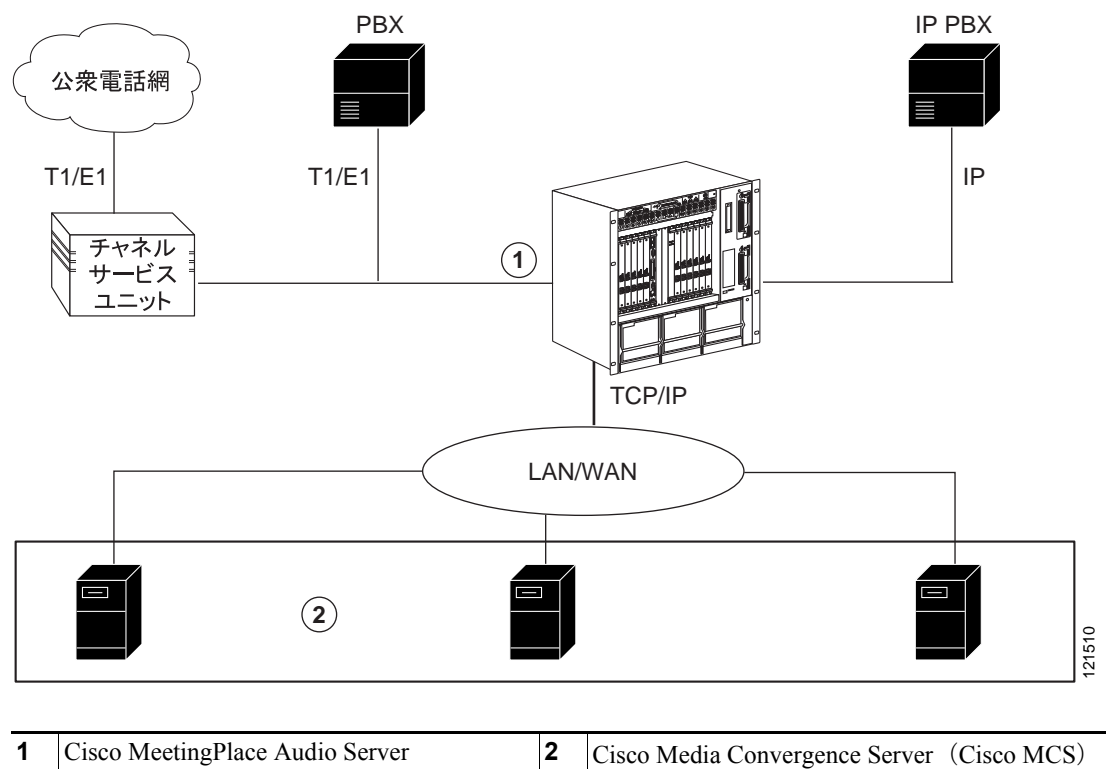 PBX
IP PBX
公衆電話網
T1/E1
T1/E1
IP
チャネル
サービス
ユニット
1
TCP/IP
LAN/WAN
2
121510
1 Cisco MeetingPlace Audio Server 2 Cisco Media Convergence Server（Cisco MCS）